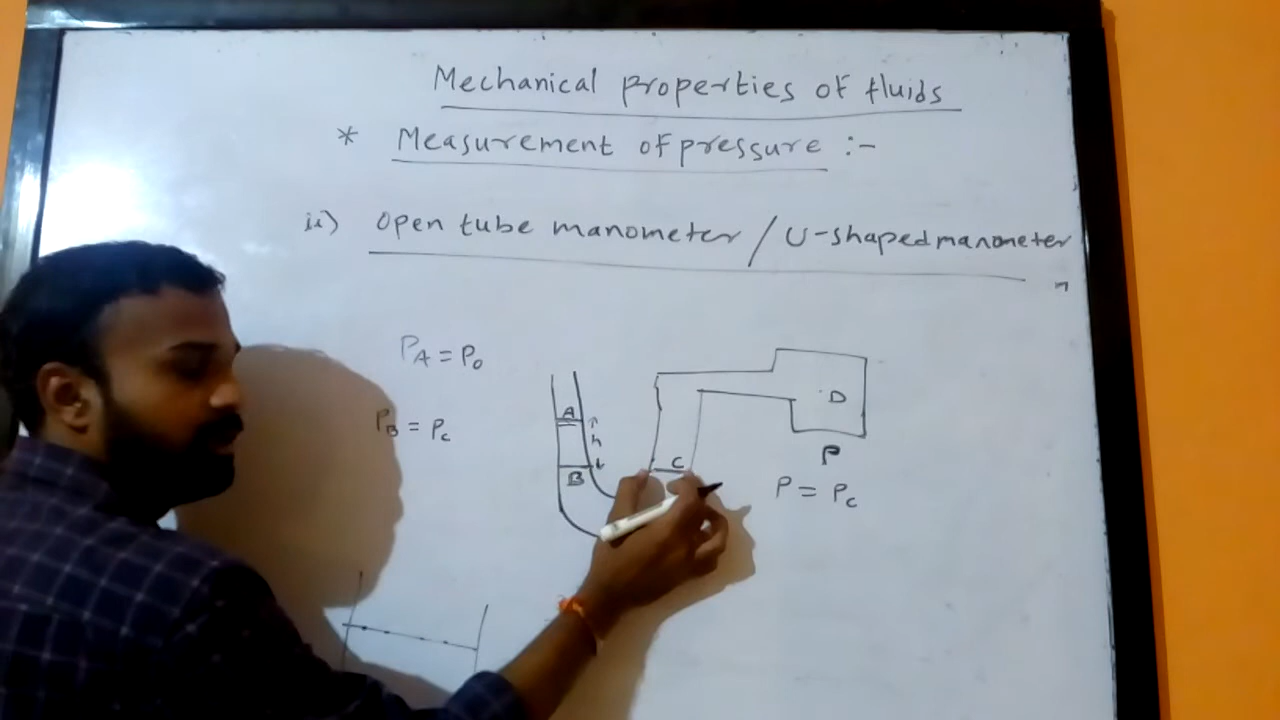 Mechanical properties of fluids
* Measurement of pressure :-
ii) open tube manometer / U-shaped manometer
PA = P0
PB = Pc
A
h
B
C
D
P
P = Pc